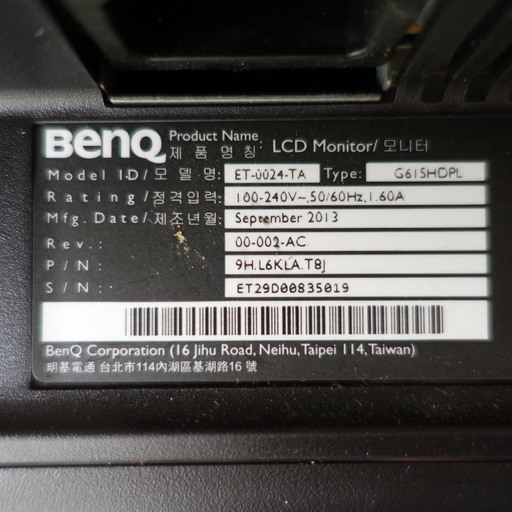 BenQ Product Name 제 품 명 칭: LCD Monitor/ 모니터
Model I.D/ 모 델 명: ET-0024-TA Type: G615HDPL
Rating/정격입력: 100-240V~,50/60Hz,1.60A
Mfg. Date/제조년월: September 2013
Rev.: 00-002-AC
P/N: 9H.L6KLA.T8J
S/N: ET29D00835019
BenQ Corporation (16 Jihu Road, Neihu, Taipei 114, Taiwan)
明基電通 台北市114內湖區基湖路16 號